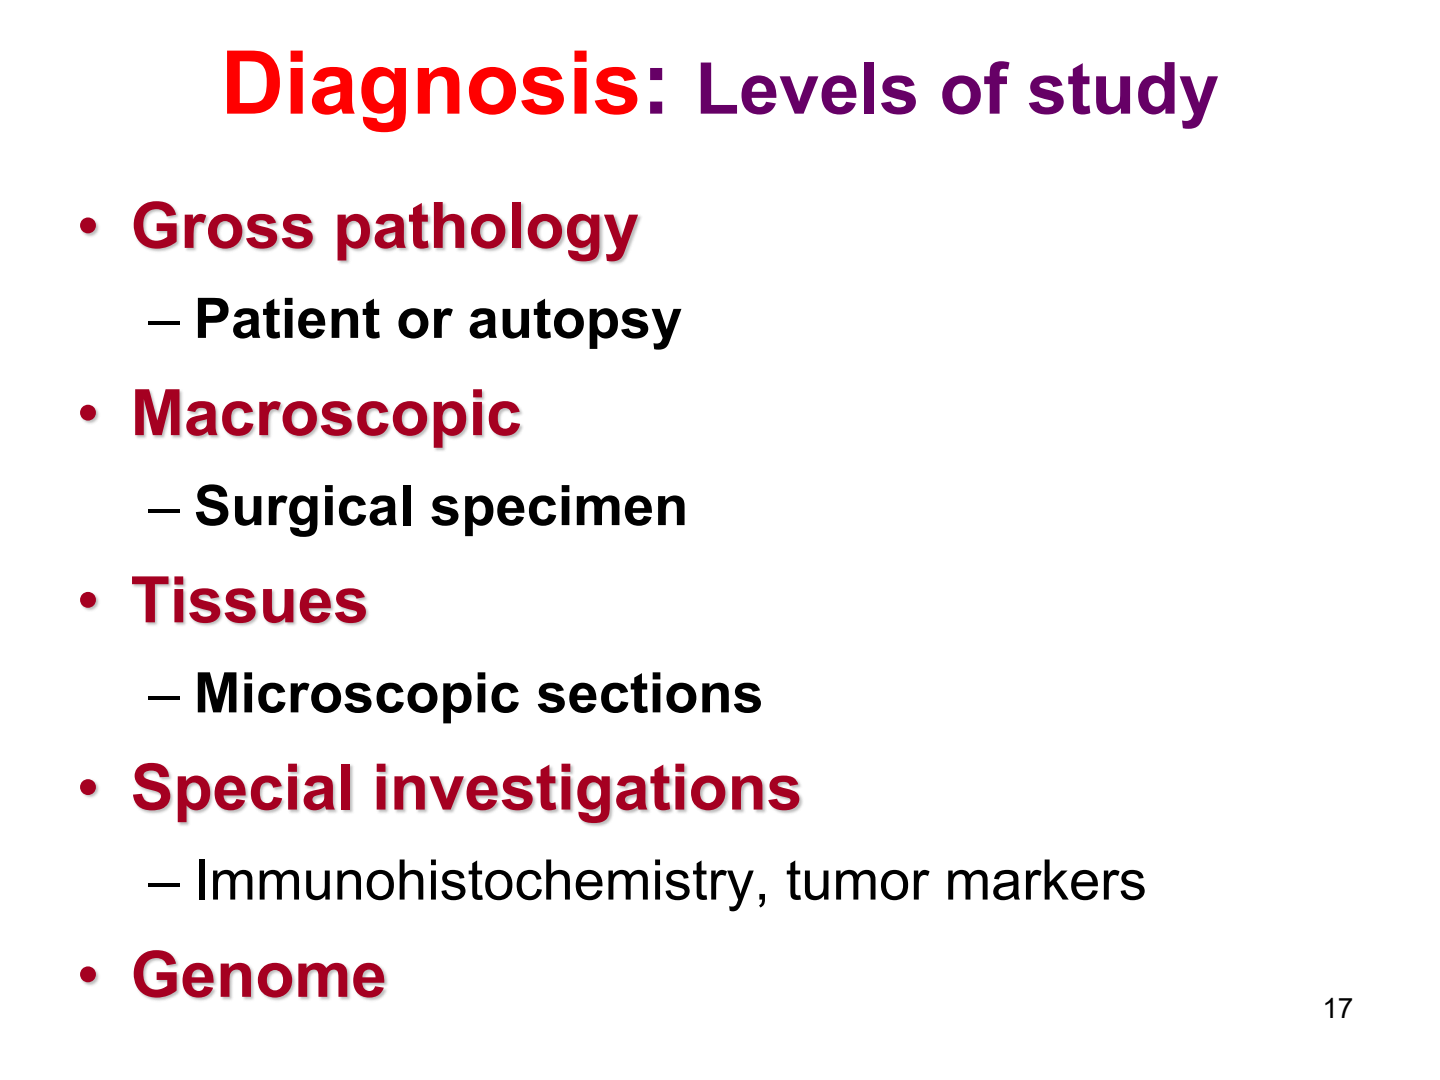 Diagnosis: Levels of study
• Gross pathology
– Patient or autopsy
• Macroscopic
– Surgical specimen
• Tissues
– Microscopic sections
• Special investigations
– Immunohistochemistry, tumor markers
• Genome
17